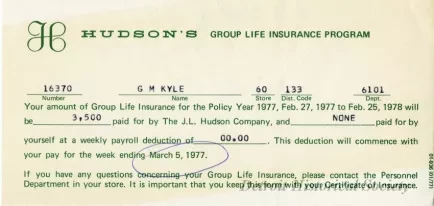 JH HUDSON'S GROUP LIFE INSURANCE PROGRAM
16370 G M KYLE 60 133 6101
Number Name Store Dist. Code Dept.
Your amount of Group Life Insurance for the Policy Year 1977, Feb. 27, 1977 to Feb. 25, 1978 will
be 3,500 paid for by The J.L. Hudson Company, and NONE paid for by
yourself at a weekly payroll deduction of 00.00 . This deduction will commence with
your pay for the week ending March 5, 1977.
If you have any questions concerning your Group Life Insurance, please contact the Personnel
Department in your store. It is important that you keep this form with your Certificate of Insurance.
Detroit Historical Society